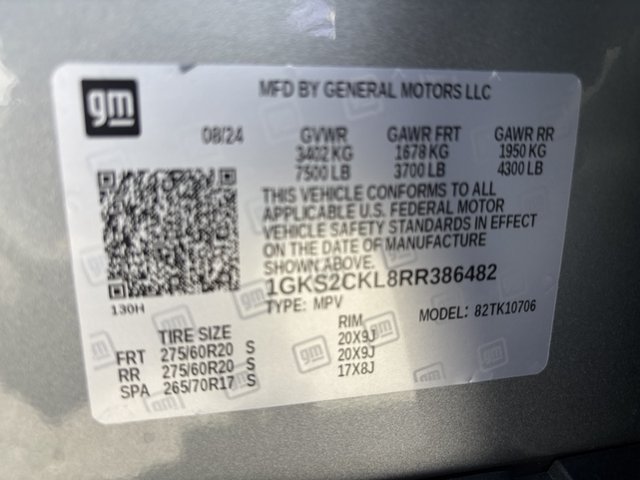 gm
MFD BY GENERAL MOTORS LLC
08/24 GVWR GAWR FRT GAWR RR
3402 KG 1678 KG 1950 KG
7500 LB 3700 LB 4300 LB
THIS VEHICLE CONFORMS TO ALL
APPLICABLE U.S. FEDERAL MOTOR
VEHICLE SAFETY STANDARDS IN EFFECT
ON THE DATE OF MANUFACTURE
SHOWN ABOVE.
1GKS2CKL8RR386482
130H
TYPE: MPV MODEL: 82TK10706
TIRE SIZE RIM
FRT 275/60R20 S 20X9J
RR 275/60R20 S 20X9J
SPA 265/70R17 S 17X8J